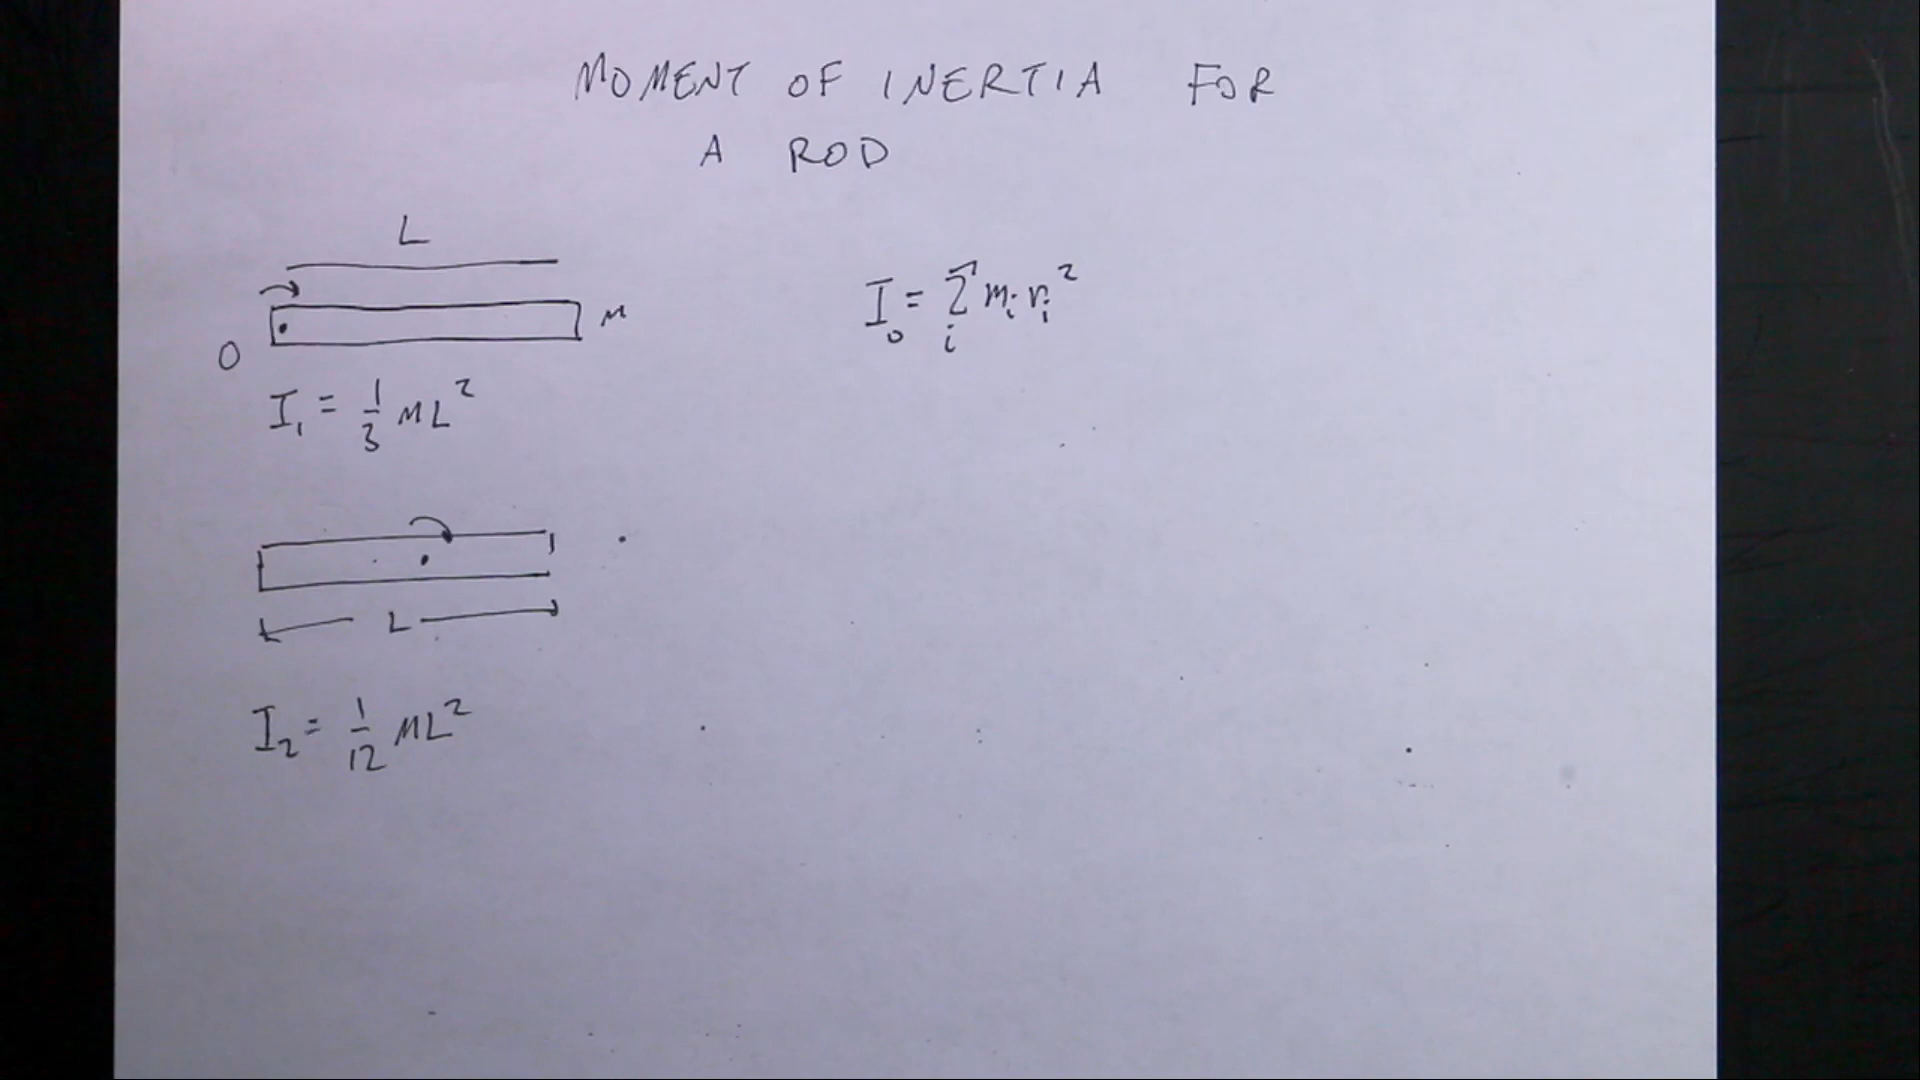 MOMENT OF INERTIA FOR
A ROD
L
M
O
I₁ = 1/3 ML²
I₀ = Σᵢ mᵢ rᵢ²
L
I₂ = 1/12 ML²